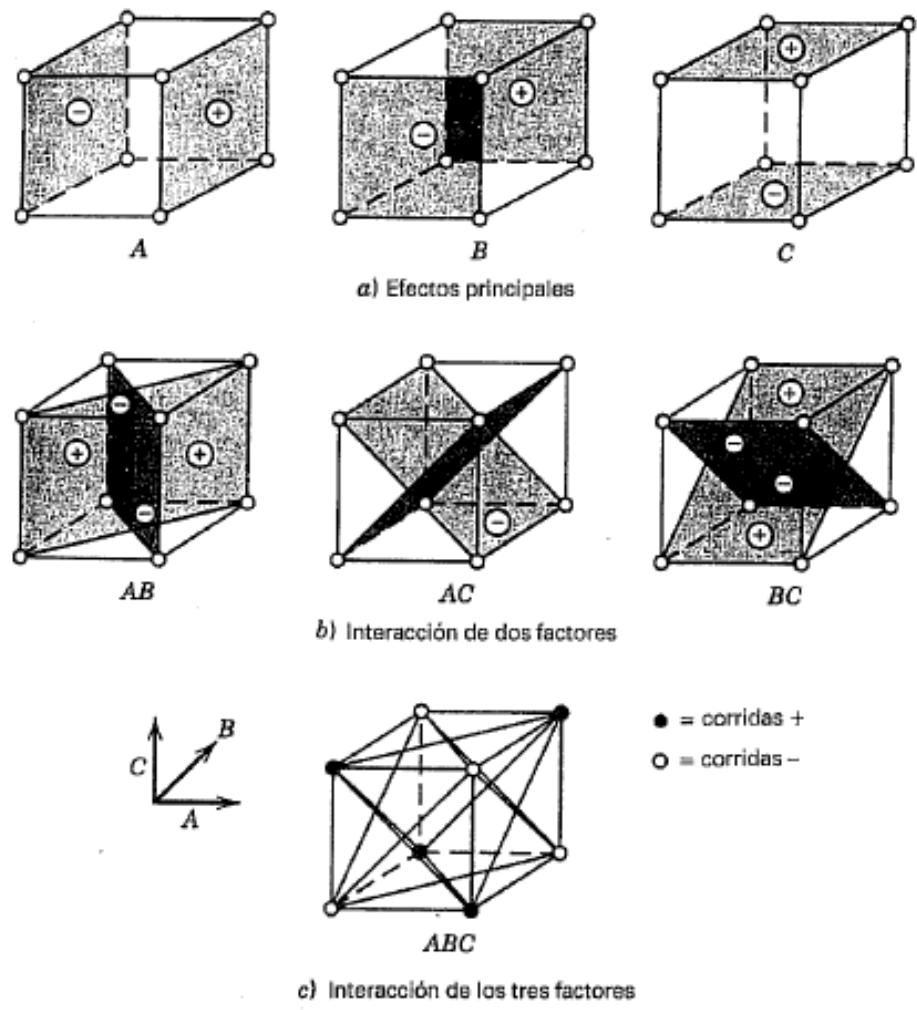 − + − + + −
A B C
a) Efectos principales
+ − − + − + − − +
AB AC BC
b) Interacción de dos factores
C B A
● = corridas +
○ = corridas −
ABC
c) Interacción de los tres factores